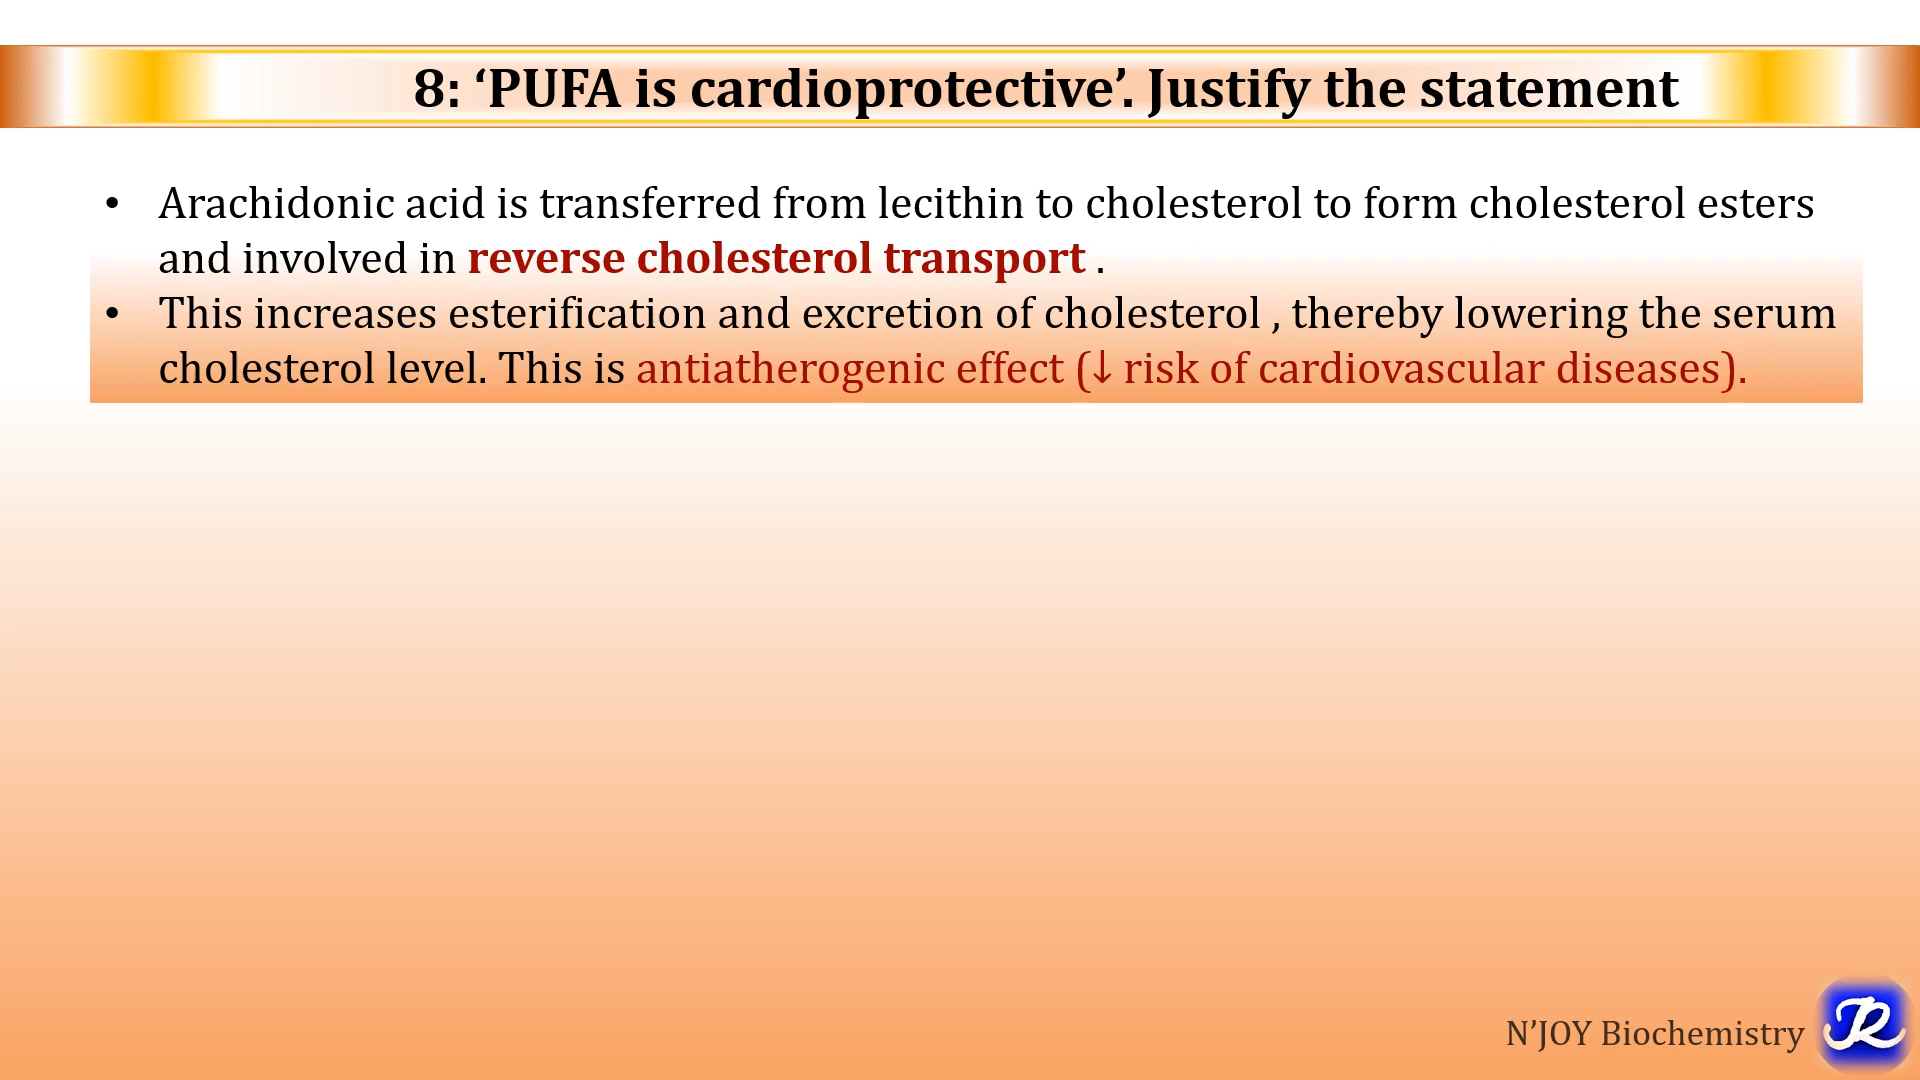 8: ‘PUFA is cardioprotective’. Justify the statement
• Arachidonic acid is transferred from lecithin to cholesterol to form cholesterol esters
and involved in reverse cholesterol transport .
• This increases esterification and excretion of cholesterol , thereby lowering the serum
cholesterol level. This is antiatherogenic effect (↓ risk of cardiovascular diseases).
N’JOY Biochemistry
JR